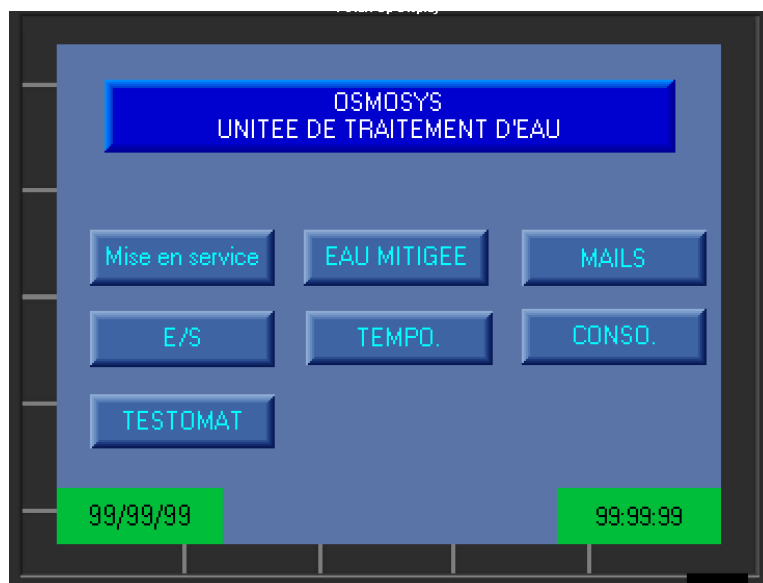 OSMOSYS
UNITEE DE TRAITEMENT D'EAU
Mise en service
EAU MITIGEE
MAILS
E/S
TEMPO.
CONSO.
TESTOMAT
99/99/99
99:99:99